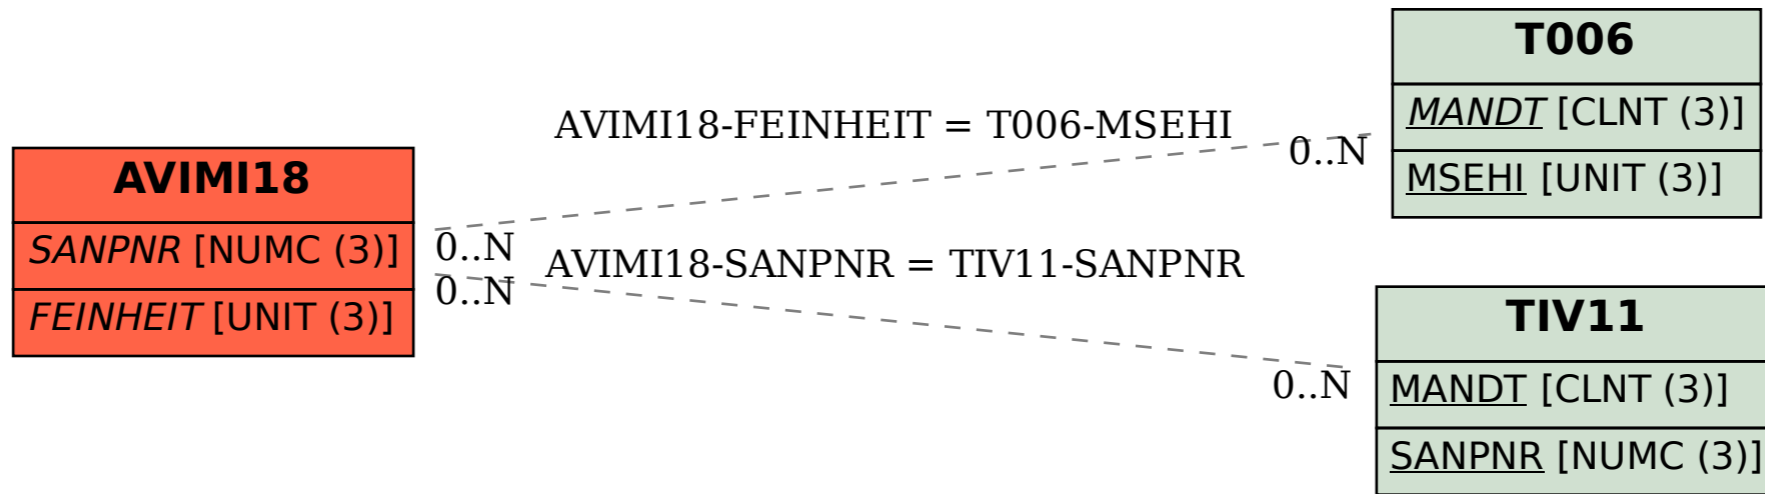 AVIMI18
SANPNR [NUMC (3)]
FEINHEIT [UNIT (3)]
AVIMI18-FEINHEIT = T006-MSEHI
0..N
0..N
AVIMI18-SANPNR = TIV11-SANPNR
0..N
0..N
T006
MANDT [CLNT (3)]
MSEHI [UNIT (3)]
TIV11
MANDT [CLNT (3)]
SANPNR [NUMC (3)]